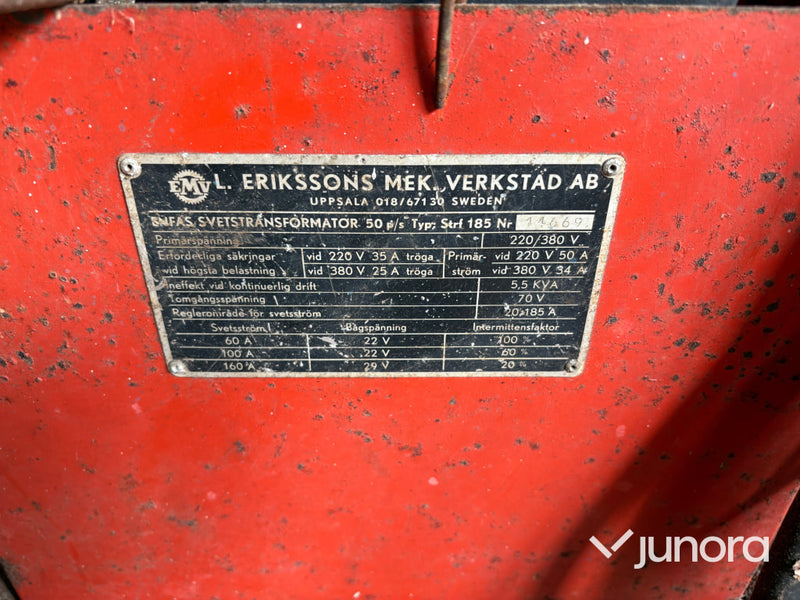 EMV L. ERIKSSONS MEK. VERKSTAD AB
UPPSALA 018/67130 SWEDEN
ENFAS SVETSTRANSFORMATOR 50 p/s Typ: Strf 185 Nr 14669
Primärspänning 220/380 V
Erforderliga säkringar vid 220 V 35 A tröga Primär- vid 220 V 50 A
vid högsta belastning vid 380 V 25 A tröga ström vid 380 V 34 A
Ineffekt vid kontinuerlig drift 5,5 KVA
Tomgångsspänning 70 V
Reglerområde för svetsström 20-185 A
Svetsström Bågspänning Intermittensfaktor
60 A 22 V 100 %
100 A 22 V 60 %
160 A 29 V 20 %
junora